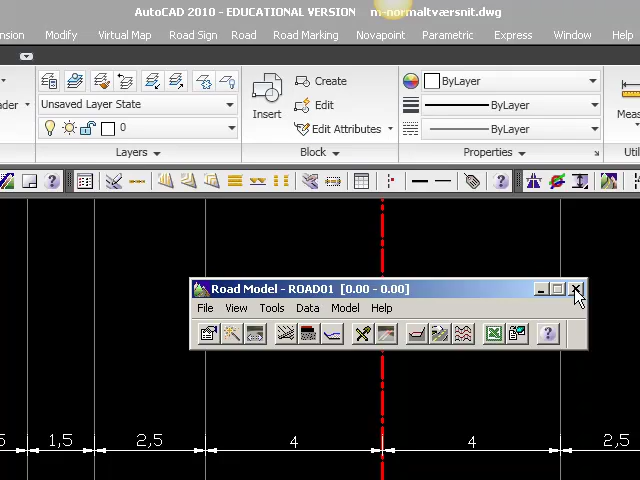 AutoCAD 2010 - EDUCATIONAL VERSION m-normaltværsnit.dwg
nsion Modify Virtual Map Road Sign Road Road Marking Novapoint Parametric Express Window Help
Unsaved Layer State
0
Layers
ader
Insert
Create
Edit
Edit Attributes
Block
ByLayer
ByLayer
ByLayer
Properties
Meas
Util
Road Model - ROAD01 [0.00 - 0.00]
File View Tools Data Model Help
5 1,5 2,5 4 4 2,5